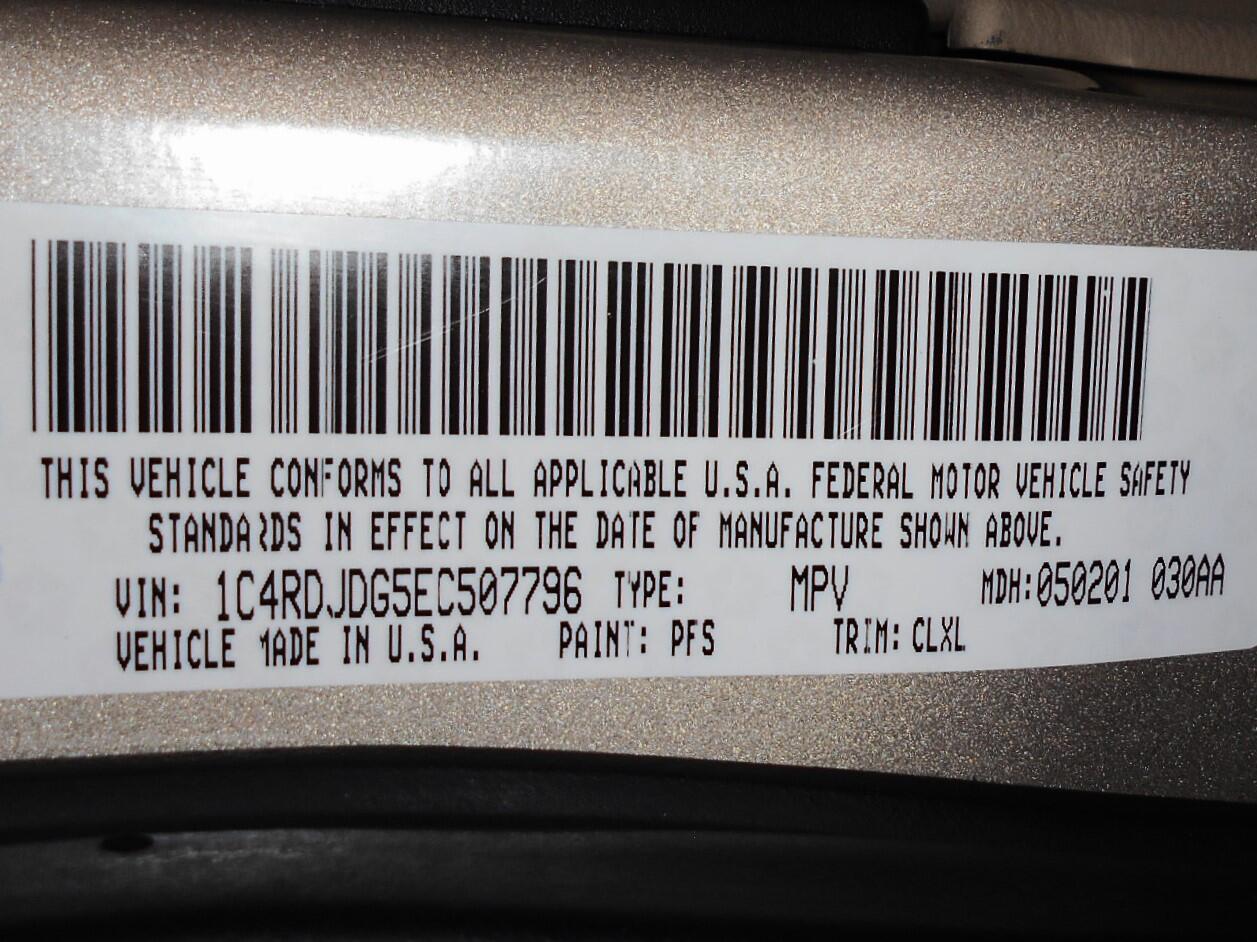 THIS VEHICLE CONFORMS TO ALL APPLICABLE U.S.A. FEDERAL MOTOR VEHICLE SAFETY
STANDARDS IN EFFECT ON THE DATE OF MANUFACTURE SHOWN ABOVE.
VIN: 1C4RDJDG5EC507796 TYPE: MPV MDH:050201 030AA
VEHICLE MADE IN U.S.A. PAINT: PFS TRIM: CLXL